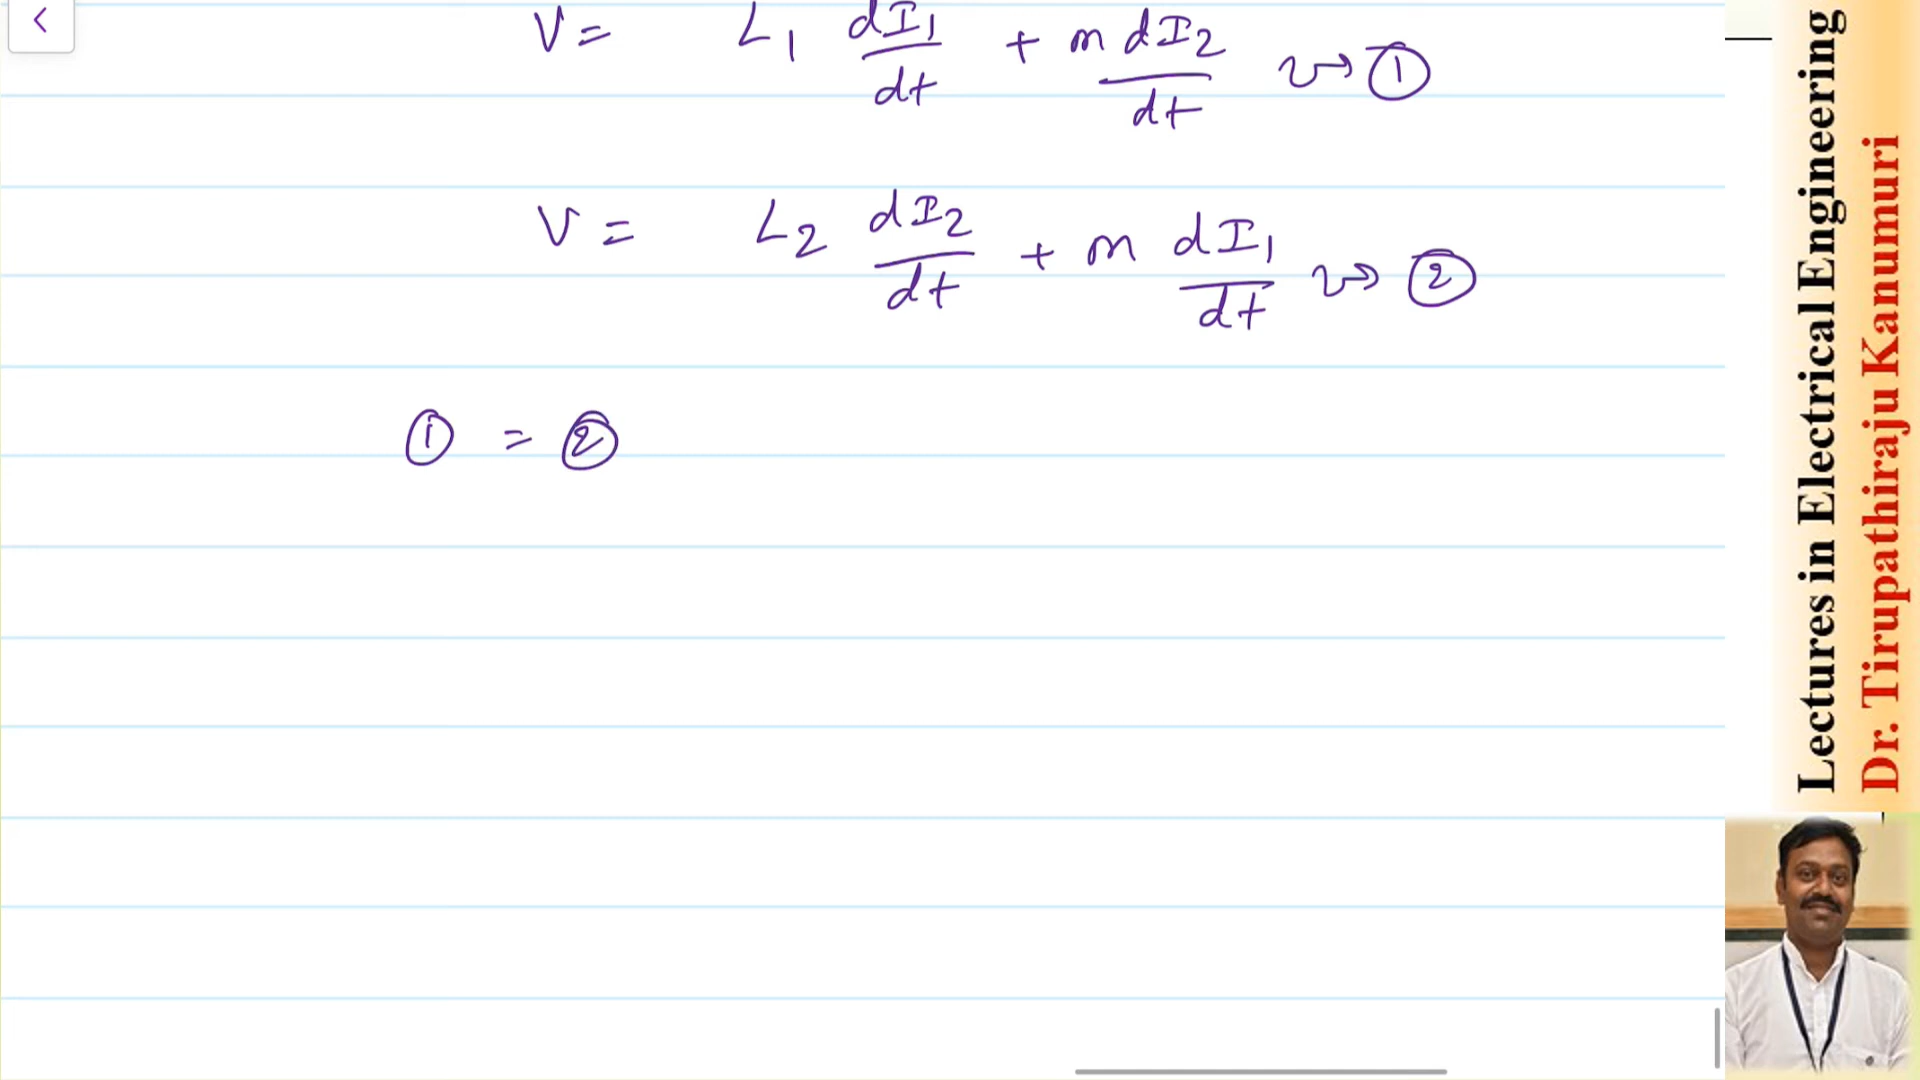 V = L₁ dI₁/dt + m dI₂/dt → ①
V = L₂ dI₂/dt + m dI₁/dt → ②
① = ②
Lectures in Electrical Engineering
Dr. Tirupathiraju Kanumuri